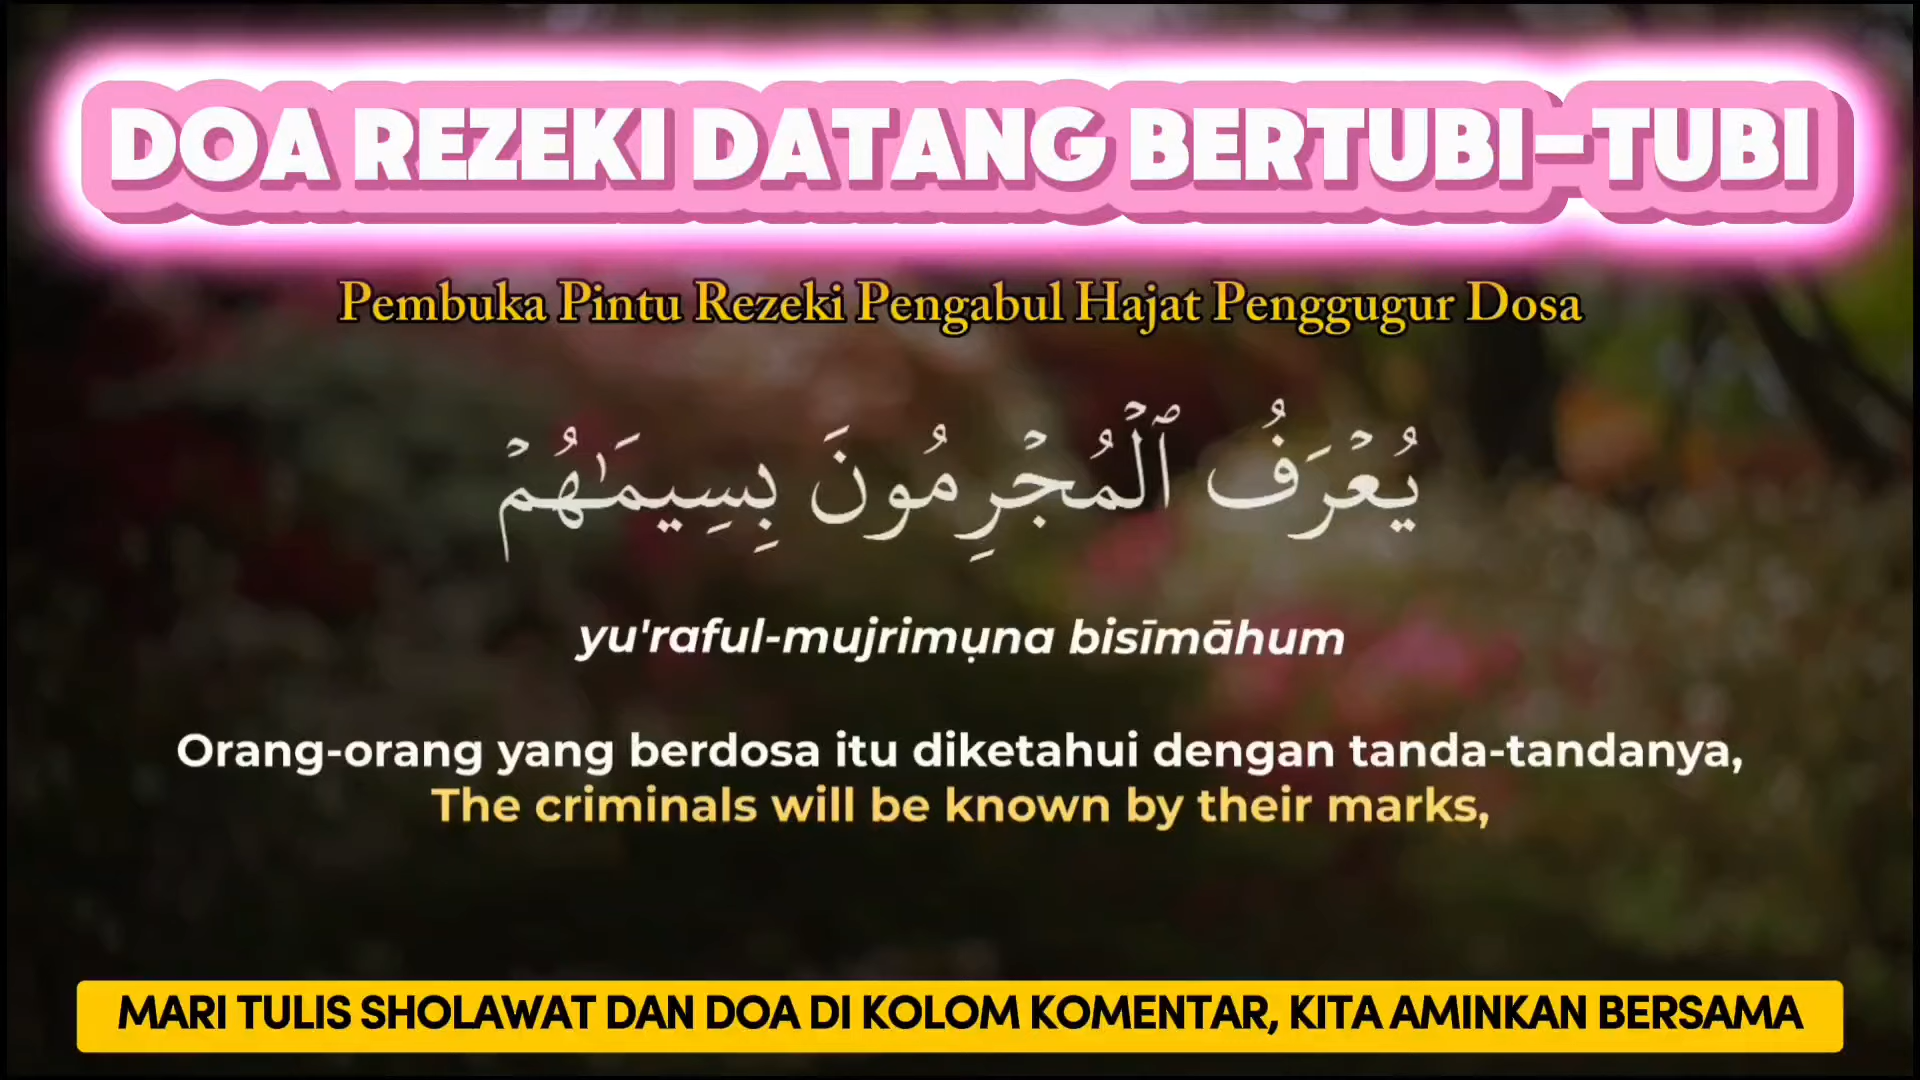 DOA REZEKI DATANG BERTUBI-TUBI
Pembuka Pintu Rezeki Pengabul Hajat Penggugur Dosa
يُعۡرَفُ ٱلۡمُجۡرِمُونَ بِسِيمَٰهُمۡ
yu'raful-mujrimụna bisīmāhum
Orang-orang yang berdosa itu diketahui dengan tanda-tandanya,
The criminals will be known by their marks,
MARI TULIS SHOLAWAT DAN DOA DI KOLOM KOMENTAR, KITA AMINKAN BERSAMA